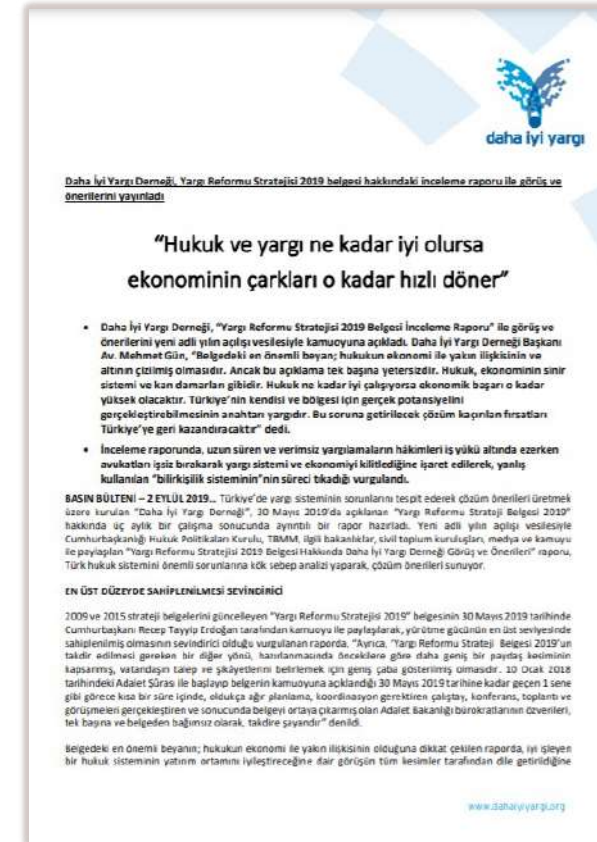 daha iyi yargı
Daha İyi Yargı Derneği, Yargı Reformu Stratejisi 2019 belgesi hakkındaki inceleme raporu ile görüş ve
önerilerini yayınladı
“Hukuk ve yargı ne kadar iyi olursa
ekonominin çarkları o kadar hızlı döner”
• Daha İyi Yargı Derneği, “Yargı Reformu Stratejisi 2019 Belgesi İnceleme Raporu” ile görüş ve
önerilerini yeni adli yılın açılışı vesilesiyle kamuoyuna açıkladı. Daha İyi Yargı Derneği Başkanı
Av. Mehmet Gün, “Belgedeki en önemli beyan; hukukun ekonomi ile yakın ilişkisinin ve
altının çizilmiş olmasıdır. Ancak bu açıklama tek başına yetersizdir. Hukuk, ekonominin sinir
sistemi ve kan damarları gibidir. Hukuk ne kadar iyi çalışıyorsa ekonomik başarı o kadar
yüksek olacaktır. Türkiye’nin kendisi ve bölgesi için gerçek potansiyelini
gerçekleştirebilmesinin anahtarı yargıdır. Bu soruna getirilecek çözüm kaçırılan fırsatları
Türkiye’ye geri kazandıracaktır” dedi.
• İnceleme raporunda, uzun süren ve verimsiz yargılamaların hâkimleri iş yükü altında ezerken
avukatları işsiz bırakarak yargı sistemi ve ekonomiyi kilitlediğine işaret edilerek, yanlış
kullanılan “bilirkişilik sisteminin”nin süreci tıkadığı vurgulandı.
BASIN BÜLTENİ – 2 EYLÜL 2019... Türkiye’de yargı sisteminin sorunlarını tespit ederek çözüm önerileri üretmek
üzere kurulan “Daha İyi Yargı Derneği”, 30 Mayıs 2019’da açıklanan “Yargı Reformu Strateji Belgesi 2019”
hakkında üç aylık bir çalışma sonucunda ayrıntılı bir rapor hazırladı. Yeni adli yılın açılışı vesilesiyle
Cumhurbaşkanlığı Hukuk Politikaları Kurulu, TBMM, ilgili bakanlıklar, sivil toplum kuruluşları, medya ve kamuoyu
ile paylaşılan “Yargı Reformu Stratejisi 2019 Belgesi Hakkında Daha İyi Yargı Derneği Görüş ve Önerileri” raporu,
Türk hukuk sistemini önemli sorunlarına kök sebep analizi yaparak, çözüm önerileri sunuyor.
EN ÜST DÜZEYDE SAHİPLENİLMESİ SEVİNDİRİCİ
2009 ve 2015 strateji belgelerini güncelleyen “Yargı Reformu Stratejisi 2019” belgesinin 30 Mayıs 2019 tarihinde
Cumhurbaşkanı Recep Tayyip Erdoğan tarafından kamuoyu ile paylaşılarak, yürütme gücünün en üst seviyesinde
sahiplenilmiş olmasının sevindirici olduğu vurgulanan raporda, “Ayrıca, ‘Yargı Reformu Strateji Belgesi 2019’un
takdir edilmesi gereken bir diğer yönü, hazırlanmasında öncekilere göre daha geniş bir paydaş kesiminin
kapsanmış, vatandaşın talep ve şikâyetlerini belirlemek için geniş çaba gösterilmiş olmasıdır. 10 Ocak 2018
tarihindeki Adalet Şûrası ile başlayıp belgenin kamuoyuna açıklandığı 30 Mayıs 2019 tarihine kadar geçen 1 sene
gibi görece kısa bir süre içinde, oldukça ağır planlama, koordinasyon gerektiren çalıştay, konferans, toplantı ve
görüşmeleri gerçekleştiren ve sonucunda belgeyi ortaya çıkarmış olan Adalet Bakanlığı bürokratlarının özverileri,
tek başına ve belgeden bağımsız olarak, takdire şayandır” denildi.
Belgedeki en önemli beyanın; hukukun ekonomi ile yakın ilişkisinin olduğuna dikkat çekilen raporda, iyi işleyen
bir hukuk sisteminin yatırım ortamını iyileştireceğine dair görüşün tüm kesimler tarafından dile getirildiğine
www.dahaiyiyargi.org